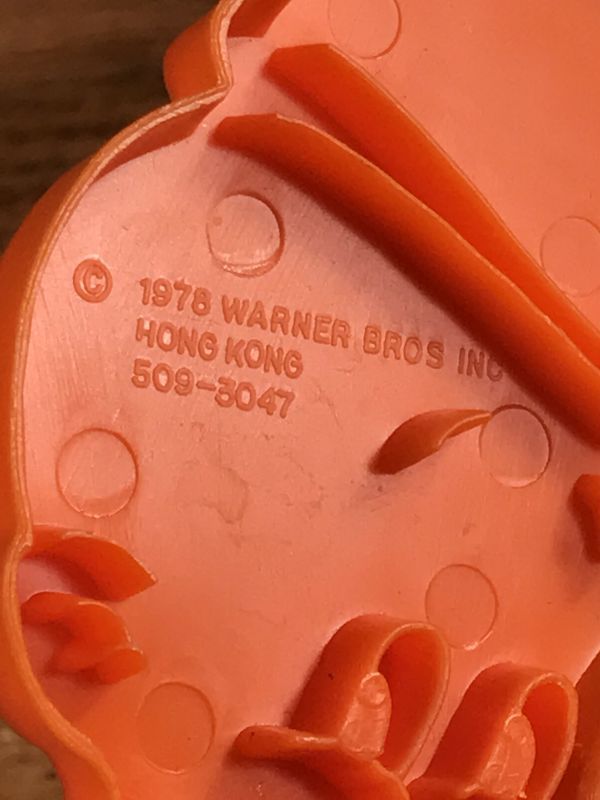 © 1978 WARNER BROS INC
HONG KONG
509-3047